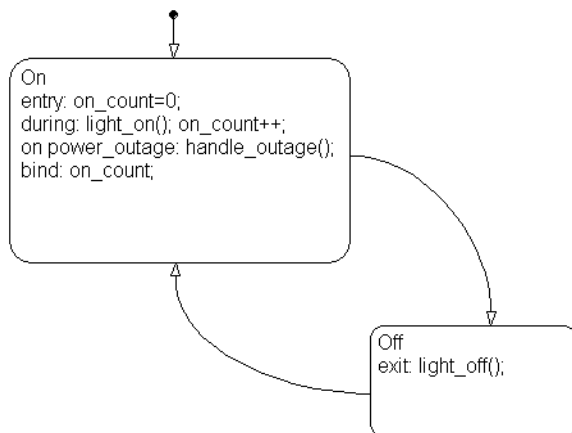 On
entry: on_count=0;
during: light_on(); on_count++;
on power_outage: handle_outage();
bind: on_count;
Off
exit: light_off();